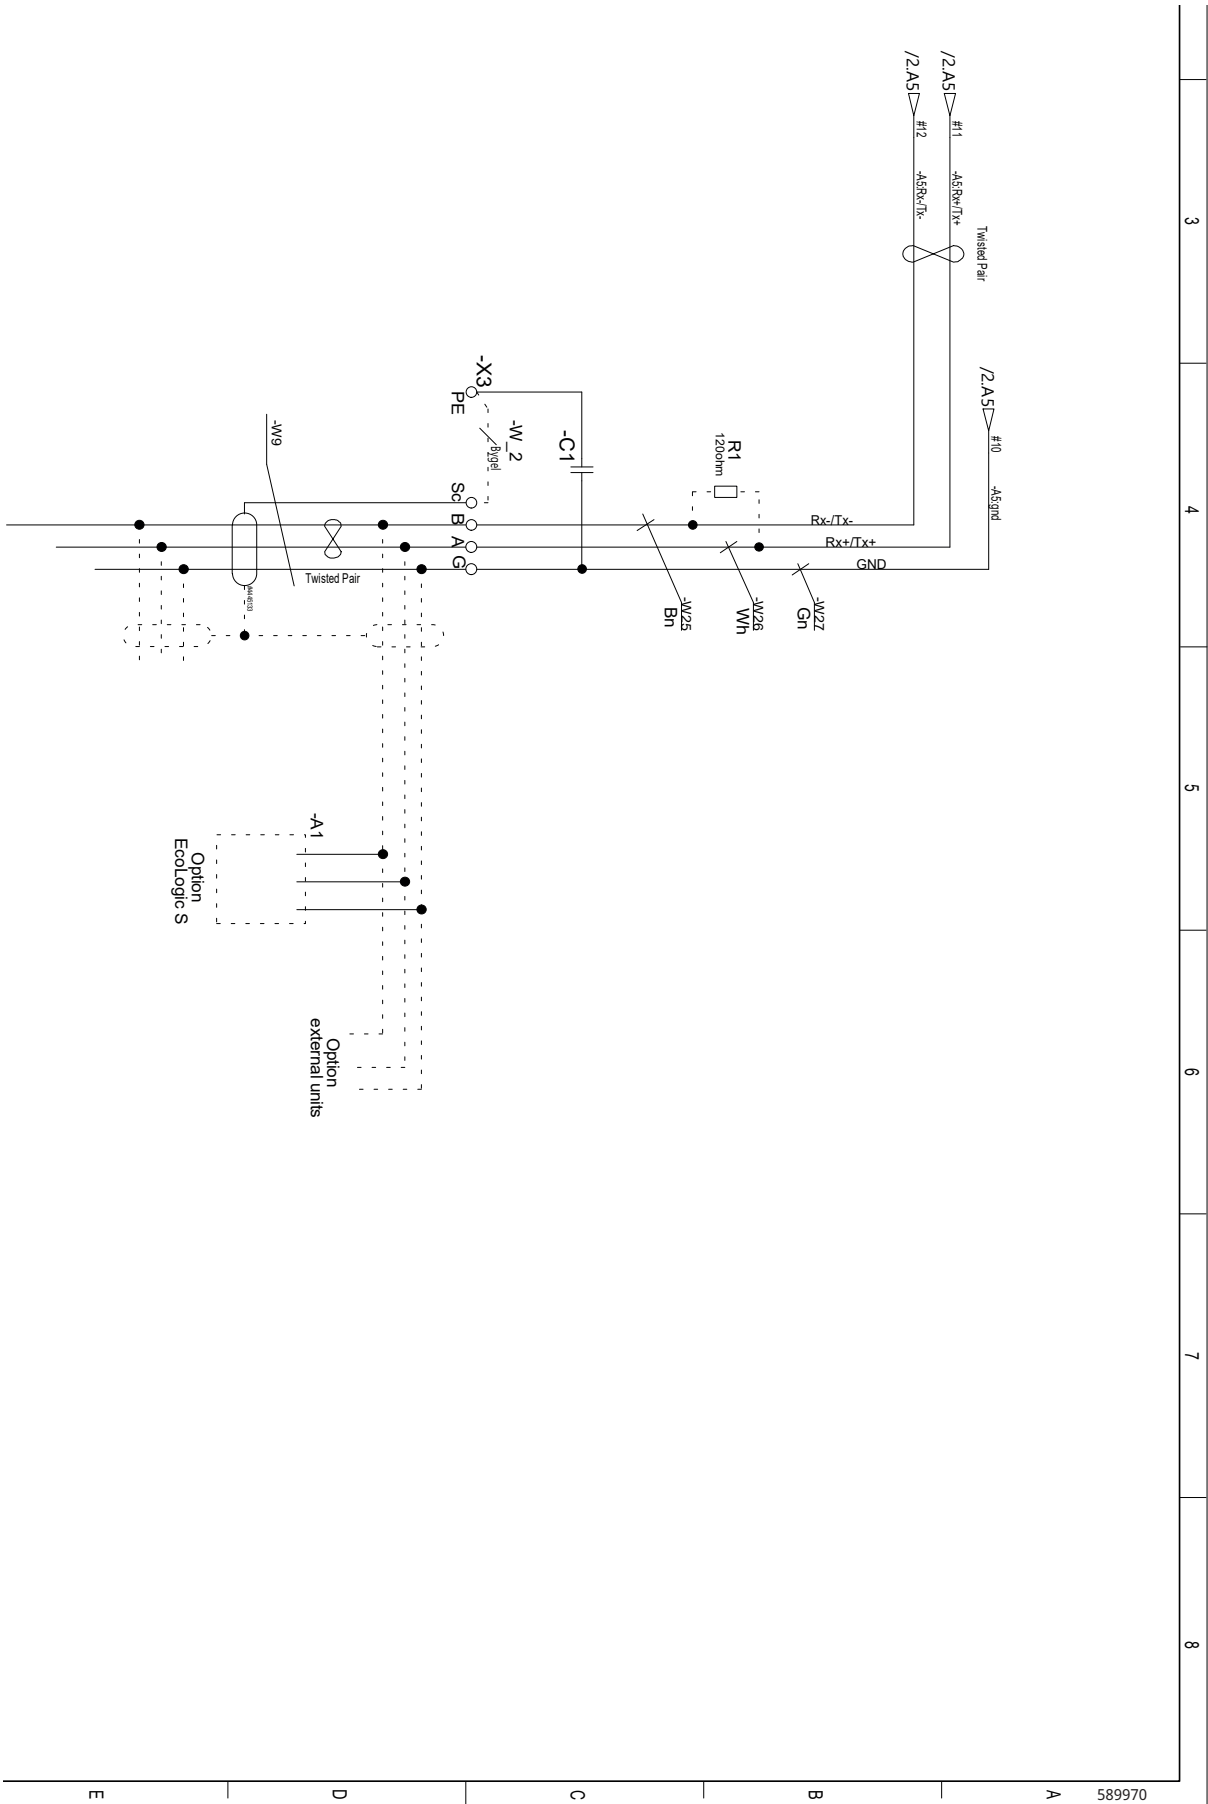 3
4
5
6
7
8
A
B
C
D
E
589970
/2.A5
#11
-A5:Rx+/Tx+
/2.A5
#12
-A5:Rx-/Tx-
Twisted Pair
/2.A5
#10
-A5:gnd
Rx-/Tx-
Rx+/Tx+
GND
R1
120ohm
-W27
Gn
-W26
Wh
-W25
Bn
-C1
-X3
PE
Sc
B
A
G
-W_2
Bygel
-W9
Twisted Pair
-A1
Option
EcoLogic S
Option
external units